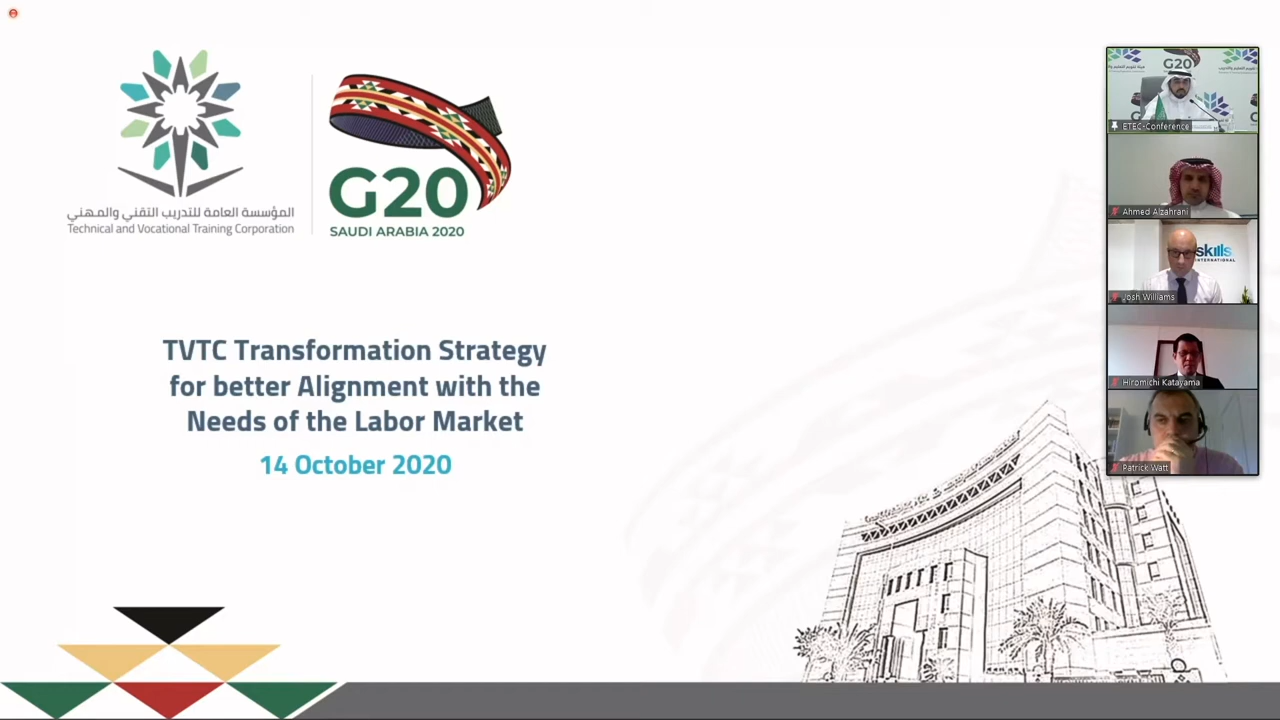 المؤسسة العامة للتدريب التقني والمهني
Technical and Vocational Training Corporation
G20
SAUDI ARABIA 2020
TVTC Transformation Strategy
for better Alignment with the
Needs of the Labor Market
14 October 2020
G20
ETEC-Conference
Ahmed Alzahrani
skills
INTERNATIONAL
Josh Williams
Hiromichi Katayama
Patrick Watt